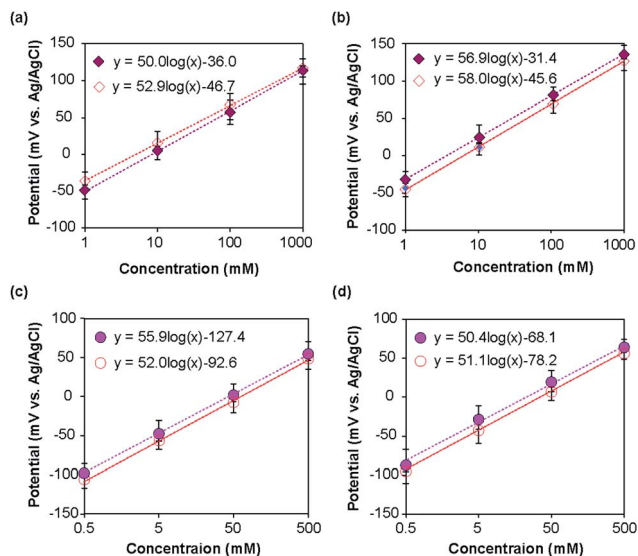 (a)
y = 50.0log(x)-36.0
y = 52.9log(x)-46.7
Potential (mV vs. Ag/AgCl)
150
100
50
0
-50
-100
1 10 100 1000
Concentration (mM)
(b)
y = 56.9log(x)-31.4
y = 58.0log(x)-45.6
Potential (mV vs. Ag/AgCl)
150
100
50
0
-50
-100
1 10 100 1000
Concentration (mM)
(c)
y = 55.9log(x)-127.4
y = 52.0log(x)-92.6
Potential (mV vs. Ag/AgCl)
100
50
0
-50
-100
-150
0.5 5 50 500
Concentraion (mM)
(d)
y = 50.4log(x)-68.1
y = 51.1log(x)-78.2
Potential (mV vs. Ag/AgCl)
100
50
0
-50
-100
-150
0.5 5 50 500
Concentraion (mM)